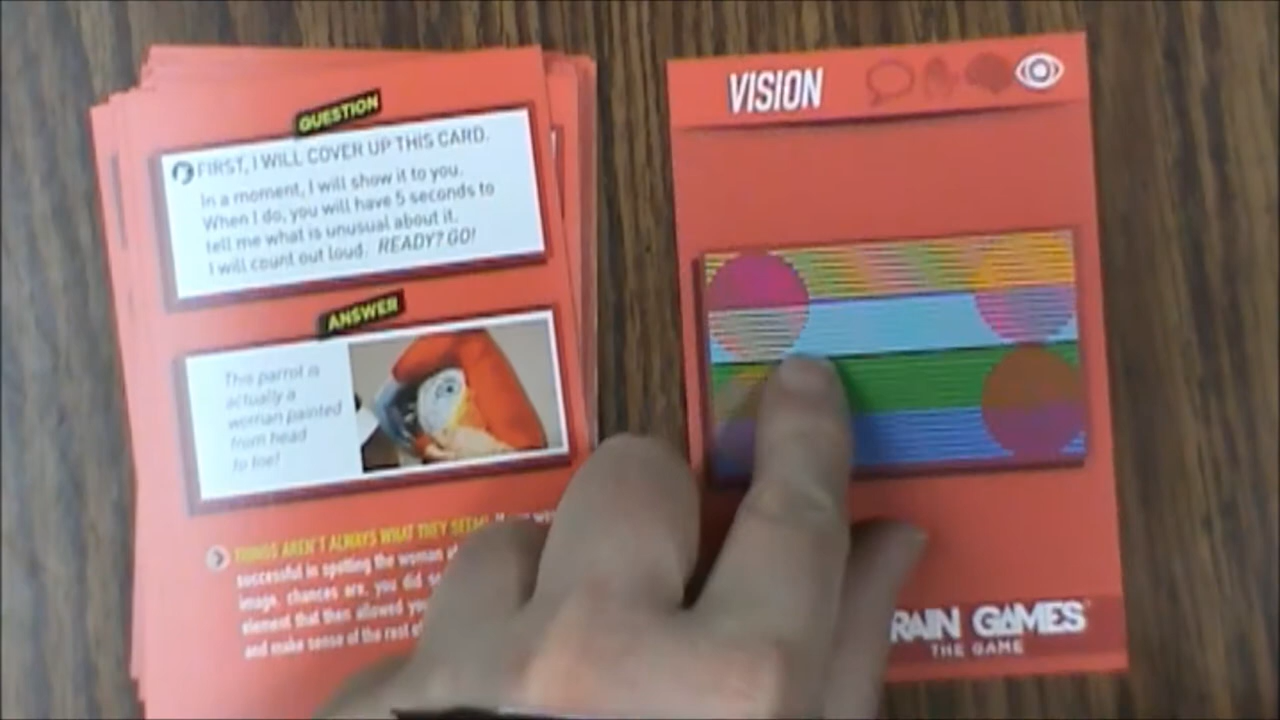 QUESTION
FIRST, I WILL COVER UP THIS CARD.
In a moment, I will show it to you.
When I do, you will have 5 seconds to
tell me what is unusual about it.
I will count out loud. READY? GO!
ANSWER
This parrot is
actually a
woman painted
from head
to toe!
THINGS AREN'T ALWAYS WHAT THEY SEEM!
successful in spotting the woman
image, chances are, you did
element that then allowed
and make sense of the rest
VISION
RAIN GAMES
THE GAME